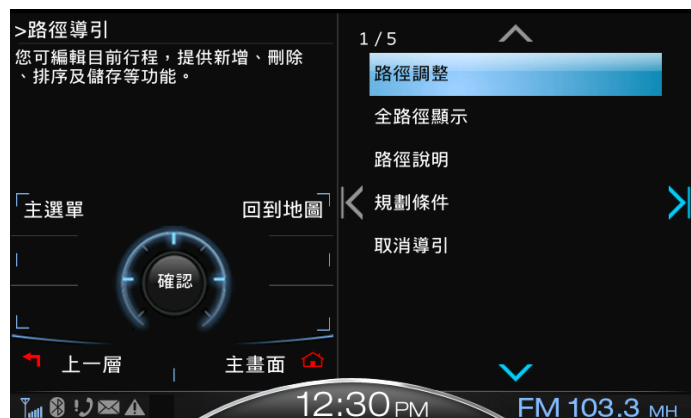 >路徑導引
您可編輯目前行程，提供新增、刪除
、排序及儲存等功能。
主選單
回到地圖
確認
上一層
主畫面
1/5
路徑調整
全路徑顯示
路徑說明
規劃條件
取消導引
12:30 PM
FM 103.3 MH